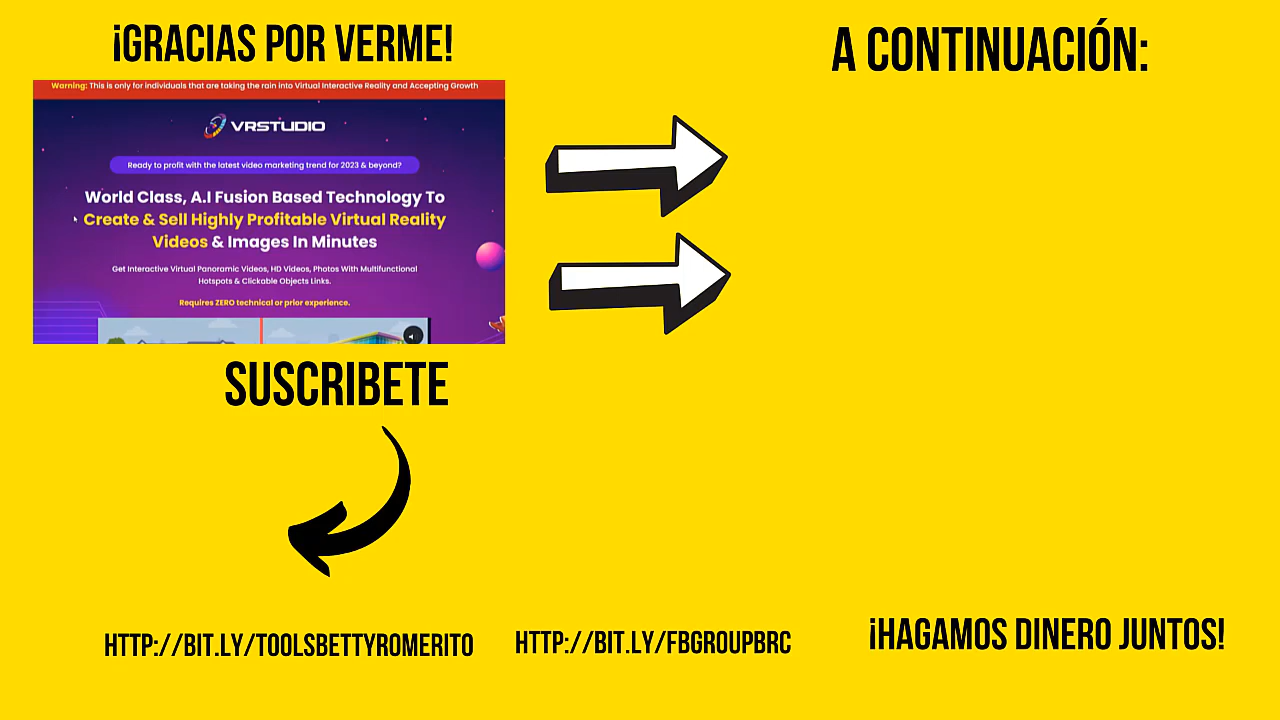 ¡GRACIAS POR VERME!
A CONTINUACIÓN:
Warning: This is only for individuals that are taking the rain into Virtual Interactive Reality and Accepting Growth
VRSTUDIO
Ready to profit with the latest video marketing trend for 2023 & beyond?
World Class, A.I Fusion Based Technology To
Create & Sell Highly Profitable Virtual Reality
Videos & Images In Minutes
Get Interactive Virtual Panoramic Videos, HD Videos, Photos With Multifunctional
Hotspots & Clickable Objects Links.
Requires ZERO technical or prior experience.
SUSCRIBETE
HTTP://BIT.LY/TOOLSBETTYROMERITO
HTTP://BIT.LY/FBGROUPBRC
¡HAGAMOS DINERO JUNTOS!